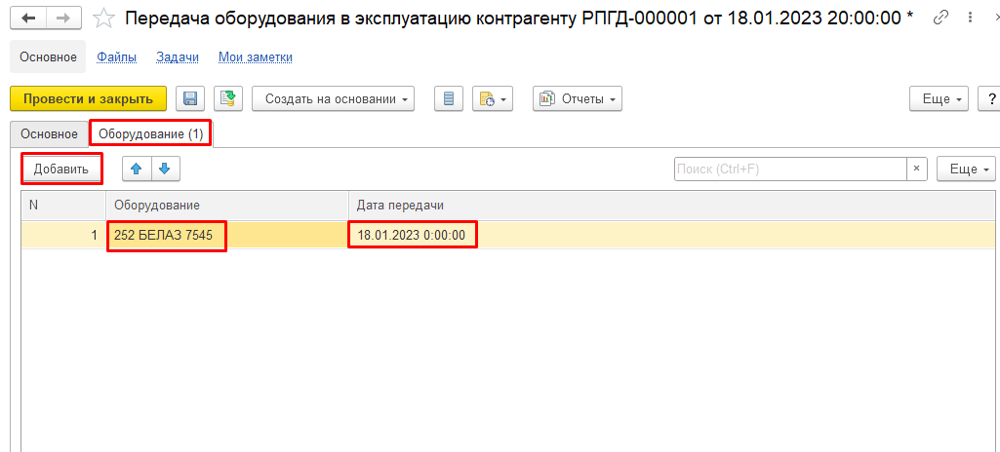 Передача оборудования в эксплуатацию контрагенту РПГД-000001 от 18.01.2023 20:00:00 *
Основное Файлы Задачи Мои заметки
Провести и закрыть Создать на основании Отчеты Еще ?
Основное Оборудование (1)
Добавить Поиск (Ctrl+F) × Еще
N Оборудование Дата передачи
1 252 БЕЛАЗ 7545 18.01.2023 0:00:00